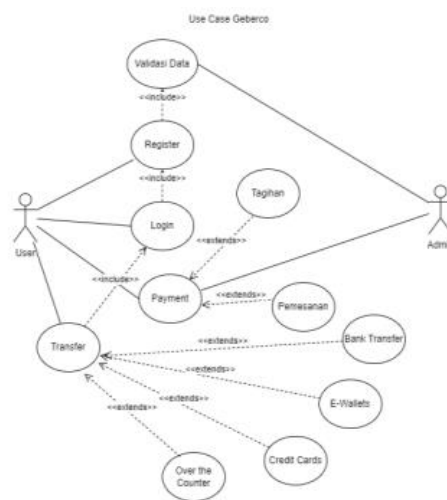 Use Case Geberco
Validasi Data
<<include>>
Register
<<include>>
Tagihan
Login
User
Admi
<<extends>>
<<include>>
Payment
<<extends>>
Pemesanan
Transfer
<<extends>>
Bank Transfer
<<extends>>
E-Wallets
<<extends>>
<<extends>>
Credit Cards
Over the
Counter